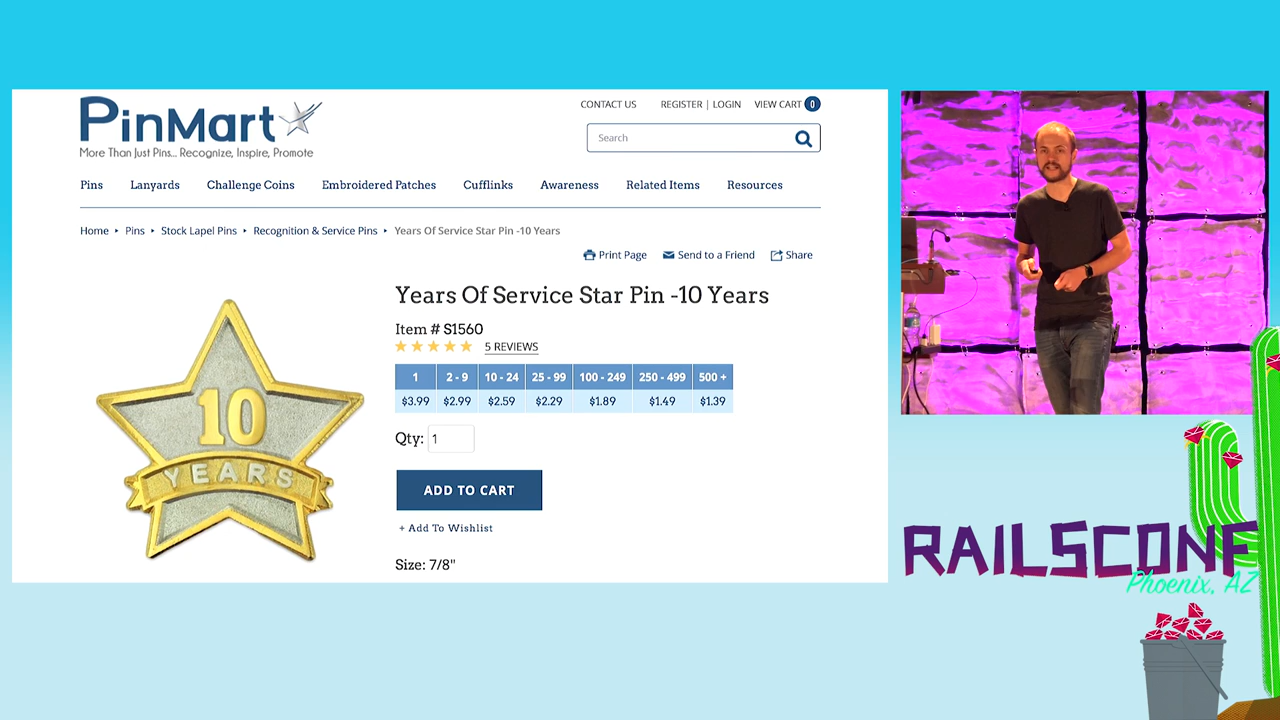 PinMart
More Than Just Pins... Recognize, Inspire, Promote
CONTACT US REGISTER | LOGIN VIEW CART 0
Search
Pins Lanyards Challenge Coins Embroidered Patches Cufflinks Awareness Related Items Resources
Home Pins Stock Lapel Pins Recognition & Service Pins Years Of Service Star Pin -10 Years
Print Page Send to a Friend Share
Years Of Service Star Pin -10 Years
Item # S1560
5 REVIEWS
1 2 - 9 10 - 24 25 - 99 100 - 249 250 - 499 500 +
$3.99 $2.99 $2.59 $2.29 $1.89 $1.49 $1.39
Qty: 1
ADD TO CART
+ Add To Wishlist
Size: 7/8"
10
YEARS
RAILSCONF
Phoenix, AZ